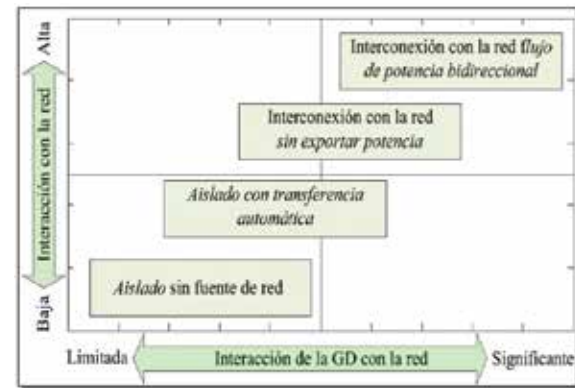 Alta
Interacción con la red
Baja
Interconexión con la red flujo
de potencia bidireccional
Interconexión con la red
sin exportar potencia
Aislado con transferencia
automática
Aislado sin fuente de red
Limitada
Interacción de la GD con la red
Significante